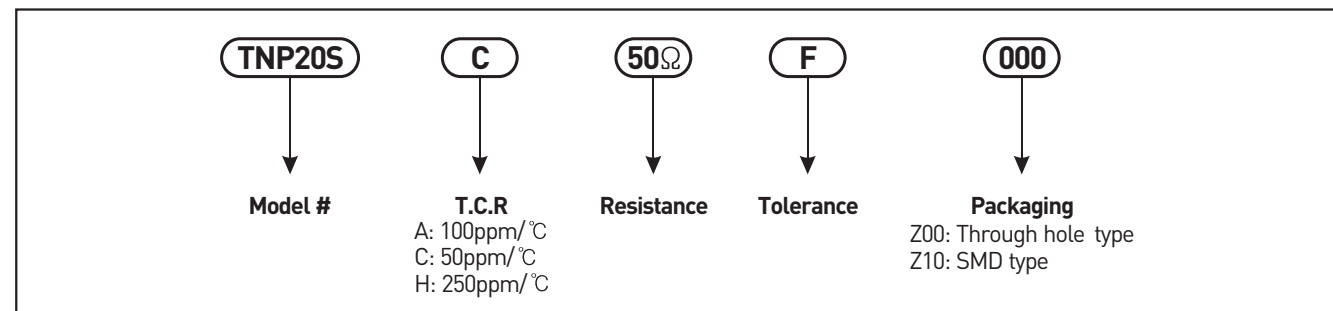 TNP20S C 50Ω F 000
Model # T.C.R Resistance Tolerance Packaging
A: 100ppm/℃ Z00: Through hole type
C: 50ppm/℃ Z10: SMD type
H: 250ppm/℃